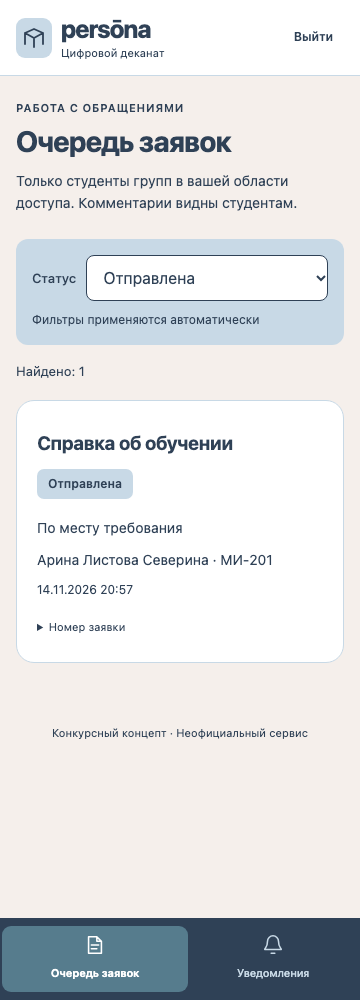 persōna
Цифровой деканат
Выйти
РАБОТА С ОБРАЩЕНИЯМИ
Очередь заявок
Только студенты групп в вашей области
доступа. Комментарии видны студентам.
Статус
Отправлена
Фильтры применяются автоматически
Найдено: 1
Справка об обучении
Отправлена
По месту требования
Арина Листова Северина · МИ-201
14.11.2026 20:57
Номер заявки
Конкурсный концепт · Неофициальный сервис
Очередь заявок
Уведомления